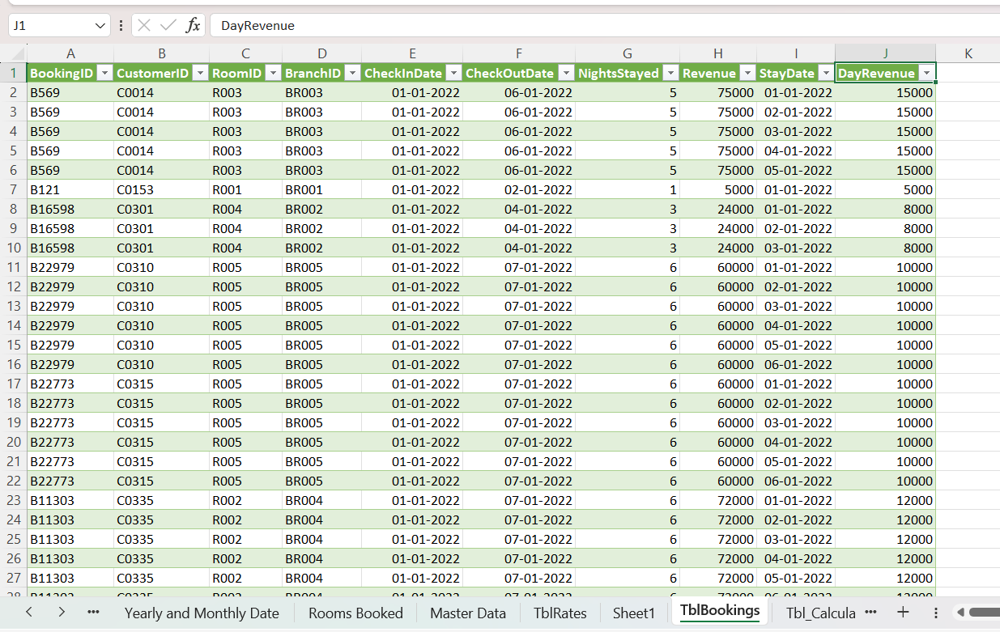 J1 fx DayRevenue
A B C D E F G H I J K
1 BookingID CustomerID RoomID BranchID CheckInDate CheckOutDate NightsStayed Revenue StayDate DayRevenue
2 B569 C0014 R003 BR003 01-01-2022 06-01-2022 5 75000 01-01-2022 15000
3 B569 C0014 R003 BR003 01-01-2022 06-01-2022 5 75000 02-01-2022 15000
4 B569 C0014 R003 BR003 01-01-2022 06-01-2022 5 75000 03-01-2022 15000
5 B569 C0014 R003 BR003 01-01-2022 06-01-2022 5 75000 04-01-2022 15000
6 B569 C0014 R003 BR003 01-01-2022 06-01-2022 5 75000 05-01-2022 15000
7 B121 C0153 R001 BR001 01-01-2022 02-01-2022 1 5000 01-01-2022 5000
8 B16598 C0301 R004 BR002 01-01-2022 04-01-2022 3 24000 01-01-2022 8000
9 B16598 C0301 R004 BR002 01-01-2022 04-01-2022 3 24000 02-01-2022 8000
10 B16598 C0301 R004 BR002 01-01-2022 04-01-2022 3 24000 03-01-2022 8000
11 B22979 C0310 R005 BR005 01-01-2022 07-01-2022 6 60000 01-01-2022 10000
12 B22979 C0310 R005 BR005 01-01-2022 07-01-2022 6 60000 02-01-2022 10000
13 B22979 C0310 R005 BR005 01-01-2022 07-01-2022 6 60000 03-01-2022 10000
14 B22979 C0310 R005 BR005 01-01-2022 07-01-2022 6 60000 04-01-2022 10000
15 B22979 C0310 R005 BR005 01-01-2022 07-01-2022 6 60000 05-01-2022 10000
16 B22979 C0310 R005 BR005 01-01-2022 07-01-2022 6 60000 06-01-2022 10000
17 B22773 C0315 R005 BR005 01-01-2022 07-01-2022 6 60000 01-01-2022 10000
18 B22773 C0315 R005 BR005 01-01-2022 07-01-2022 6 60000 02-01-2022 10000
19 B22773 C0315 R005 BR005 01-01-2022 07-01-2022 6 60000 03-01-2022 10000
20 B22773 C0315 R005 BR005 01-01-2022 07-01-2022 6 60000 04-01-2022 10000
21 B22773 C0315 R005 BR005 01-01-2022 07-01-2022 6 60000 05-01-2022 10000
22 B22773 C0315 R005 BR005 01-01-2022 07-01-2022 6 60000 06-01-2022 10000
23 B11303 C0335 R002 BR004 01-01-2022 07-01-2022 6 72000 01-01-2022 12000
24 B11303 C0335 R002 BR004 01-01-2022 07-01-2022 6 72000 02-01-2022 12000
25 B11303 C0335 R002 BR004 01-01-2022 07-01-2022 6 72000 03-01-2022 12000
26 B11303 C0335 R002 BR004 01-01-2022 07-01-2022 6 72000 04-01-2022 12000
27 B11303 C0335 R002 BR004 01-01-2022 07-01-2022 6 72000 05-01-2022 12000
Yearly and Monthly Date Rooms Booked Master Data TblRates Sheet1 TblBookings Tbl_Calcula